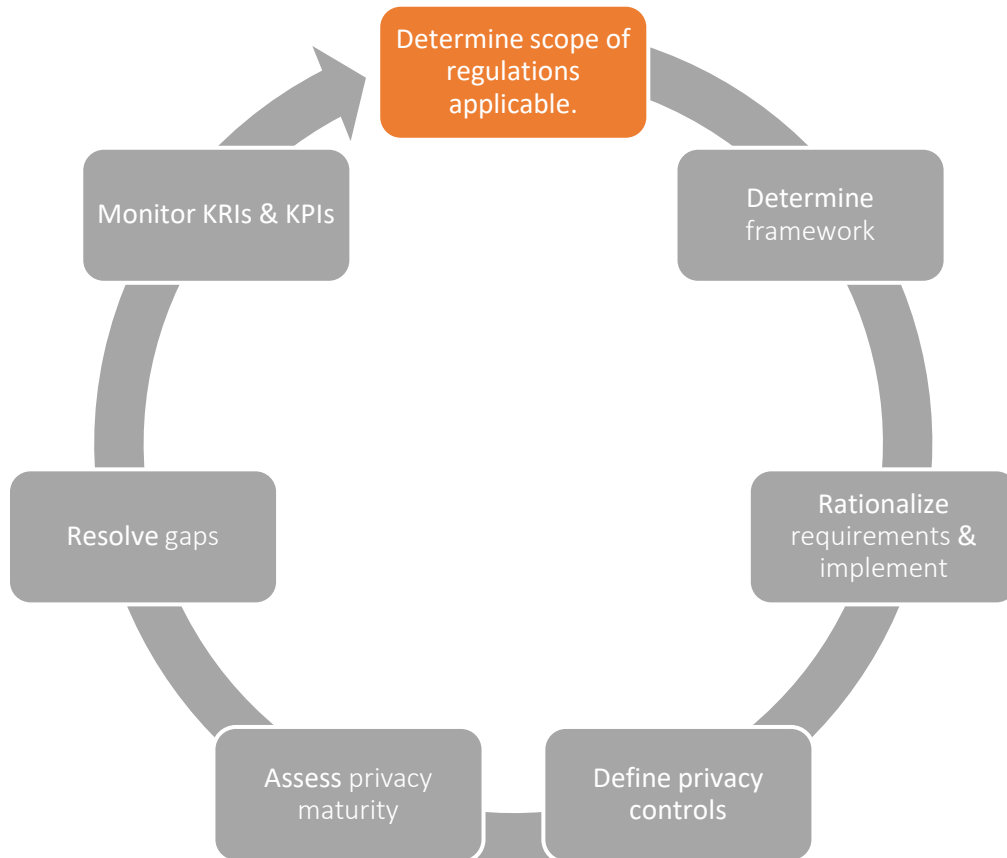 Determine scope of
regulations
applicable.
Determine
framework
Rationalize
requirements &
implement
Define privacy
controls
Assess privacy
maturity
Resolve gaps
Monitor KRIs & KPIs